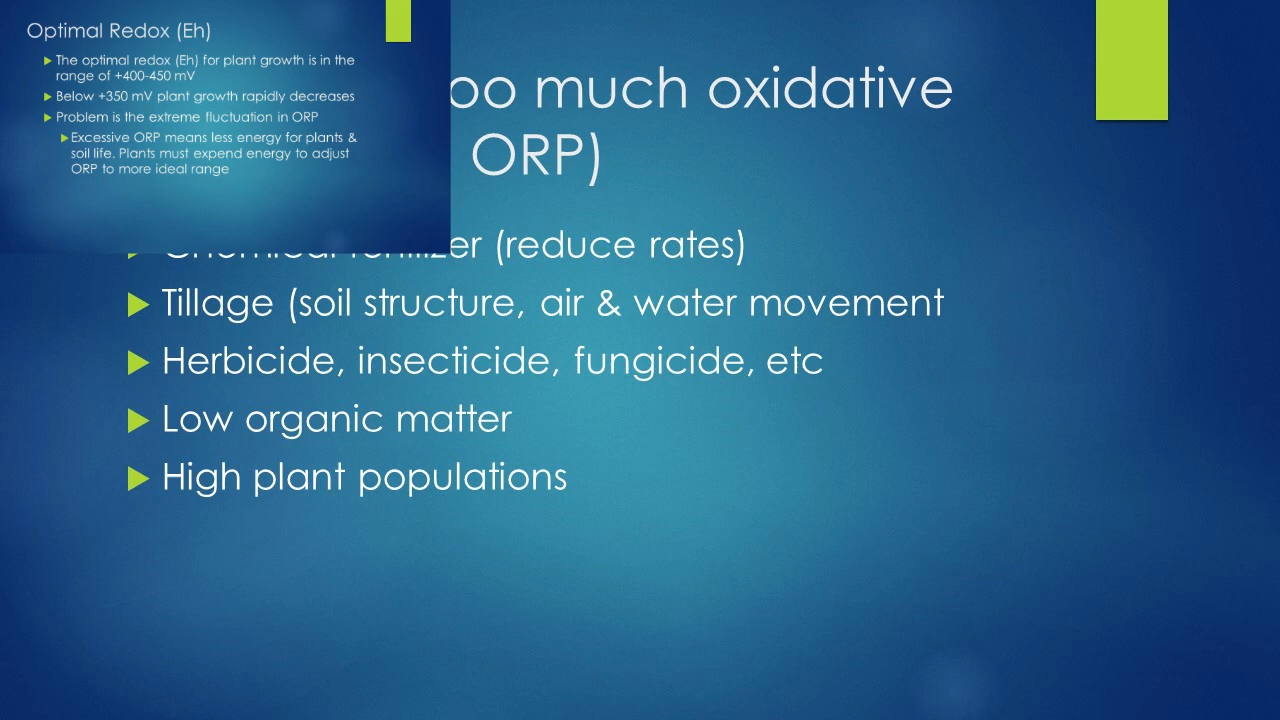 Optimal Redox (Eh)
The optimal redox (Eh) for plant growth is in the
range of +400-450 mV
Below +350 mV plant growth rapidly decreases
Problem is the extreme fluctuation in ORP
Excessive ORP means less energy for plants &
soil life. Plants must expend energy to adjust
ORP to more ideal range
much oxidative
ORP)
Chemical fertilizer (reduce rates)
Tillage (soil structure, air & water movement
Herbicide, insecticide, fungicide, etc
Low organic matter
High plant populations